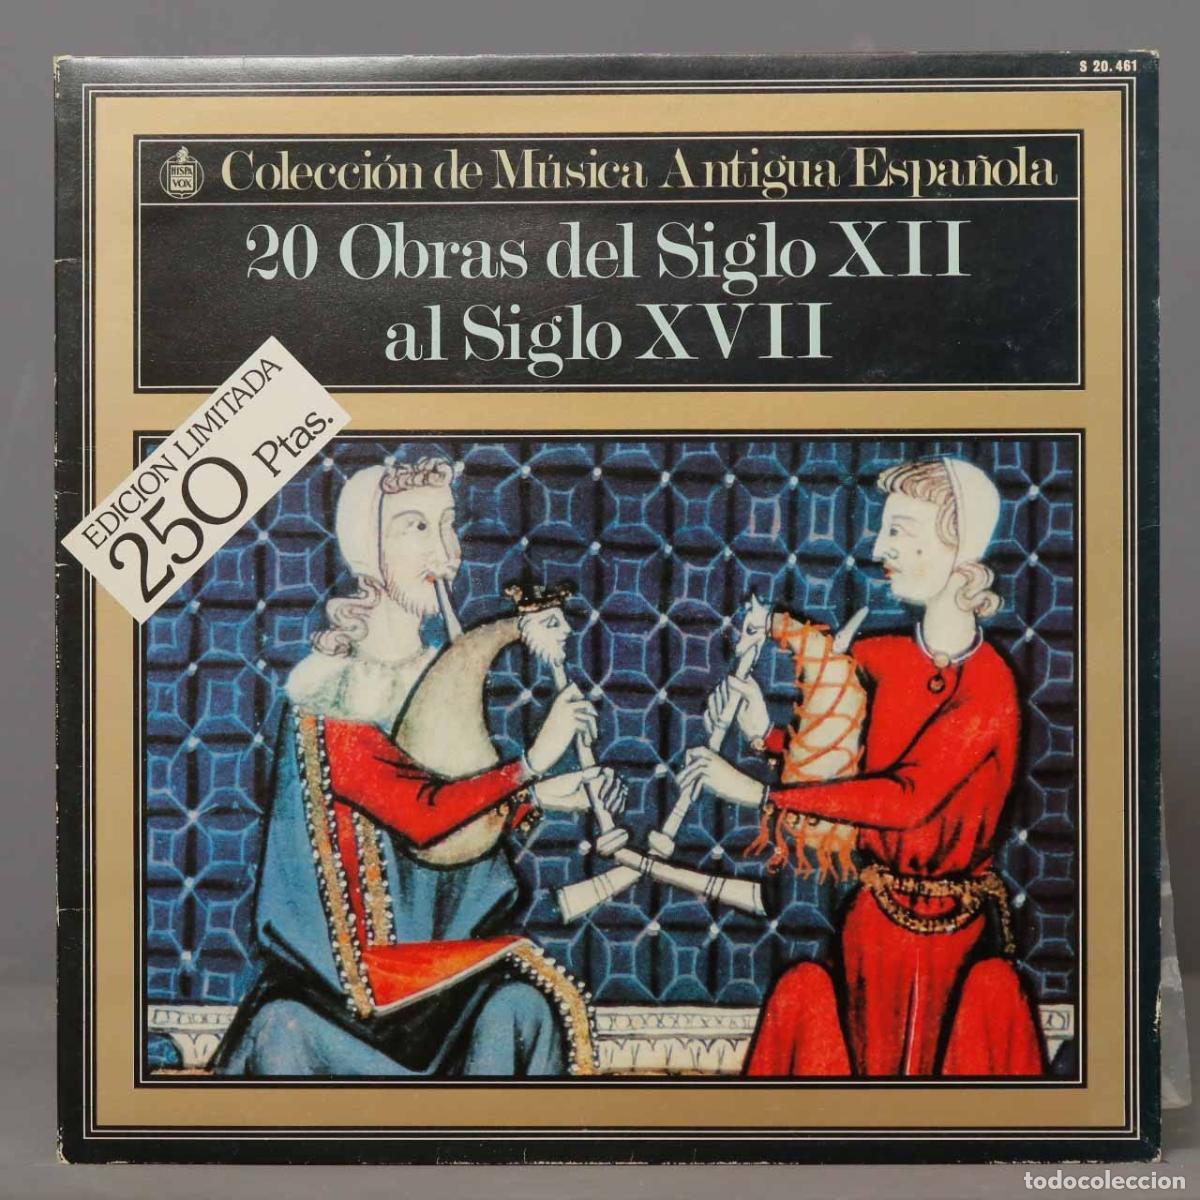 S 20.461
HISPA
VOX
Colección de Música Antigua Española
20 Obras del Siglo XII
al Siglo XVII
EDICION LIMITADA
250 Ptas.
todocoleccion